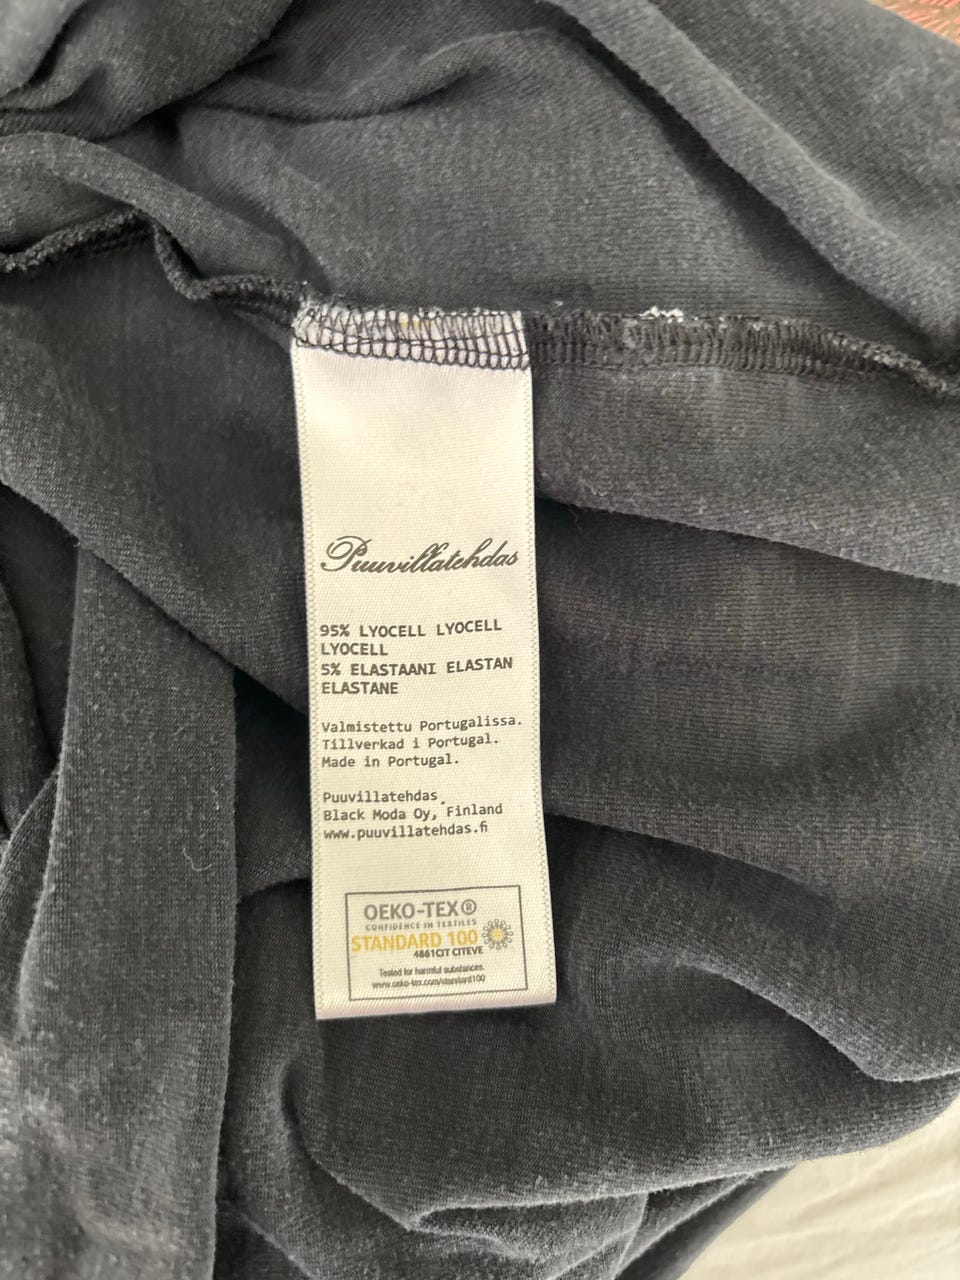 Puuvillatehdas
95% LYOCELL LYOCELL
LYOCELL
5% ELASTAANI ELASTAN
ELASTANE
Valmistettu Portugalissa.
Tillverkad i Portugal.
Made in Portugal.
Puuvillatehdas
Black Moda Oy, Finland
www.puuvillatehdas.fi
OEKO-TEX®
CONFIDENCE IN TEXTILES
STANDARD 100
4861CIT CITEVE
Tested for harmful substances.
www.oeko-tex.com/standard100